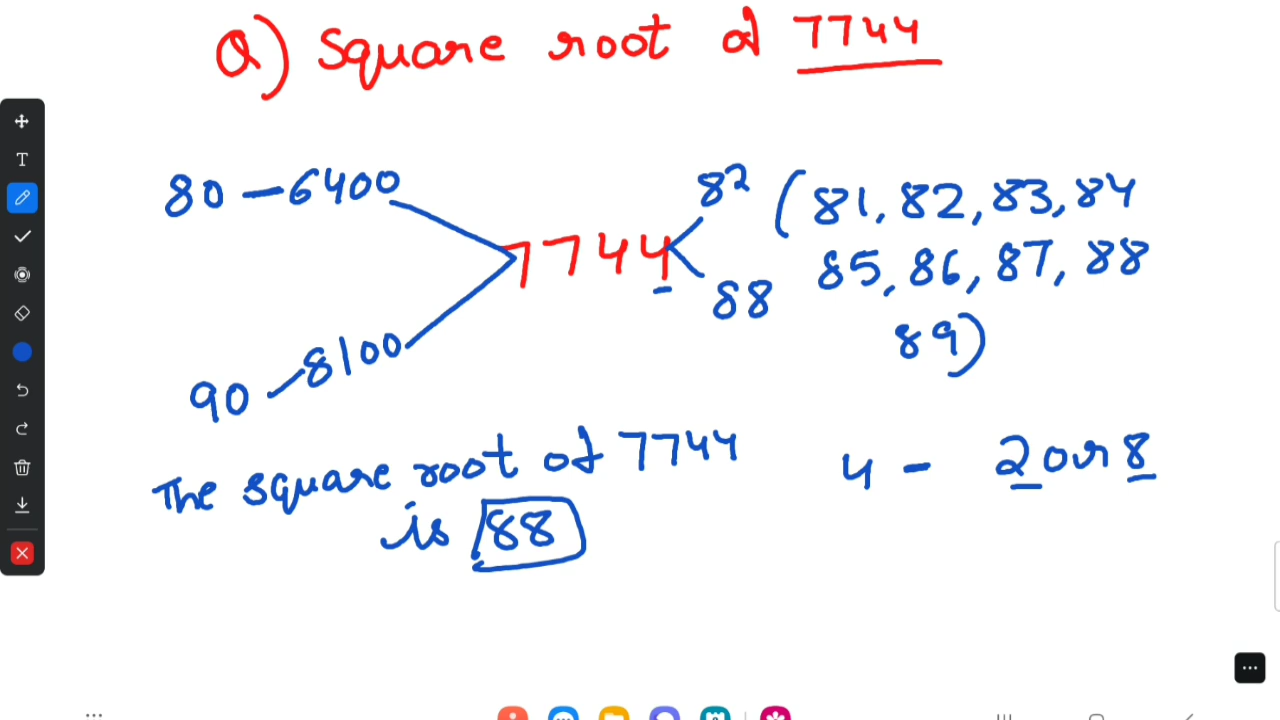 Q) Square root of 7744
80 - 6400
7744
82 (81, 82, 83, 84
85, 86, 87, 88
88
89)
90 - 8100
The square root of 7744
is 88
4 - 2 or 8
T